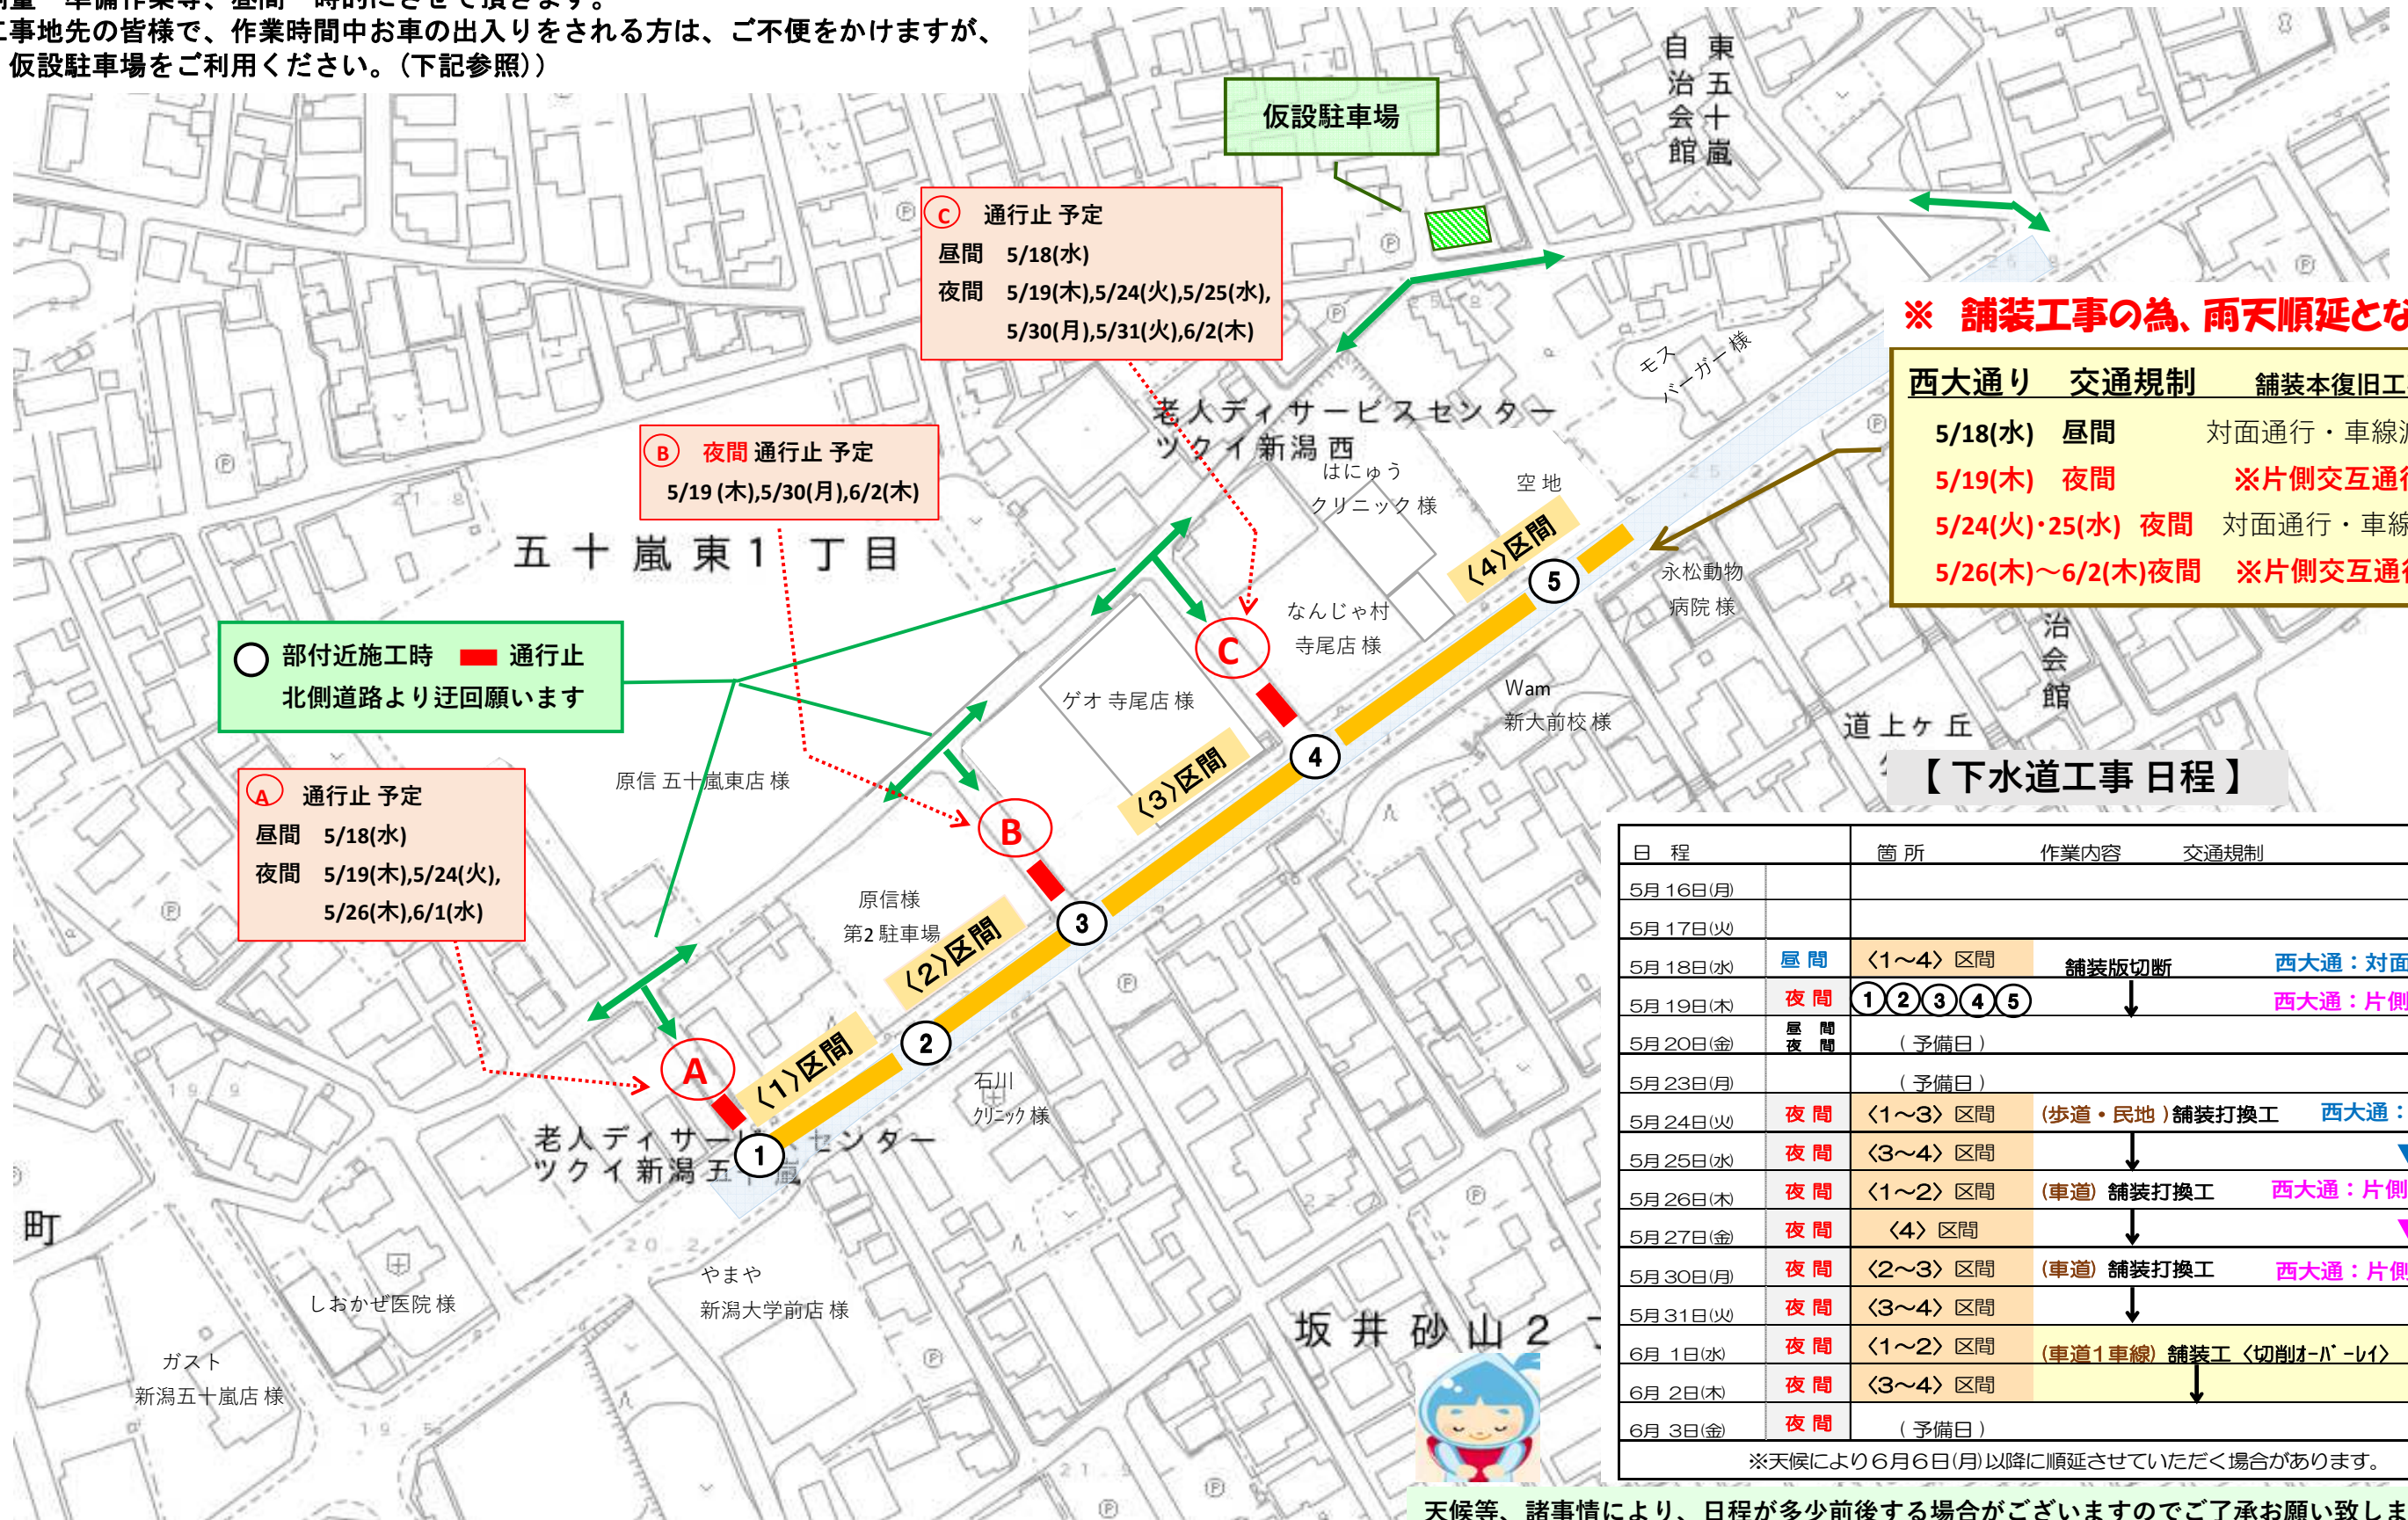 工事地先の皆様で、作業時間中お車の出入りをされる方は、ご不便をかけますが、
仮設駐車場をご利用ください。(下記参照))
東五十嵐
自治会館
仮設駐車場
C 通行止 予定
昼間 5/18(水)
夜間 5/19(木),5/24(火),5/25(水),
5/30(月),5/31(火),6/2(木)
※ 舗装工事の為、雨天順延とな
西大通り 交通規制 舗装本復旧工
5/18(水) 昼間 対面通行・車線減
5/19(木) 夜間 ※片側交互通行
5/24(火)・25(水) 夜間 対面通行・車線
5/26(木)～6/2(木)夜間 ※片側交互通行
モス
バーガー様
老人ディサービスセンター
ツクイ新潟西
はにゅう
クリニック様
空地
B 夜間 通行止 予定
5/19 (木),5/30(月),6/2(木)
五十嵐東1丁目
〈4〉区間
5
永松動物
病院様
なんじゃ村
寺尾店様
治会館
○ 部付近施工時 通行止
北側道路より迂回願います
C
ゲオ 寺尾店様
Wam
新大前校様
道上ヶ丘
4
〈3〉区間
原信 五十嵐東店様
A 通行止 予定
昼間 5/18(水)
夜間 5/19(木),5/24(火),
5/26(木),6/1(水)
B
原信様
第2駐車場
3
〈2〉区間
2
A
〈1〉区間
石川
クリニック様
老人ディサービスセンター
ツクイ新潟五十嵐
1
町
しおかぜ医院様
やまや
新潟大学前店様
ガスト
新潟五十嵐店様
坂井砂山2
【下水道工事 日程】
日 程 箇所 作業内容 交通規制
5月16日(月)
5月17日(火)
5月18日(水) 昼間 〈1～4〉区間 舗装版切断 西大通：対面
5月19日(木) 夜間 1 2 3 4 5 西大通：片側
5月20日(金) 昼間 夜間 (予備日)
5月23日(月) (予備日)
5月24日(火) 夜間 〈1～3〉区間 (歩道・民地)舗装打換工 西大通：
5月25日(水) 夜間 〈3～4〉区間
5月26日(木) 夜間 〈1～2〉区間 (車道)舗装打換工 西大通：片側
5月27日(金) 夜間 〈4〉区間
5月30日(月) 夜間 〈2～3〉区間 (車道)舗装打換工 西大通：片側
5月31日(火) 夜間 〈3～4〉区間
6月 1日(水) 夜間 〈1～2〉区間 (車道1車線)舗装工〈切削ｵｰﾊﾞｰﾚｲ〉
6月 2日(木) 夜間 〈3～4〉区間
6月 3日(金) 夜間 (予備日)
※天候により6月6日(月)以降に順延させていただく場合があります。
天候等、諸事情により、日程が多少前後する場合がございますのでご了承お願い致しま